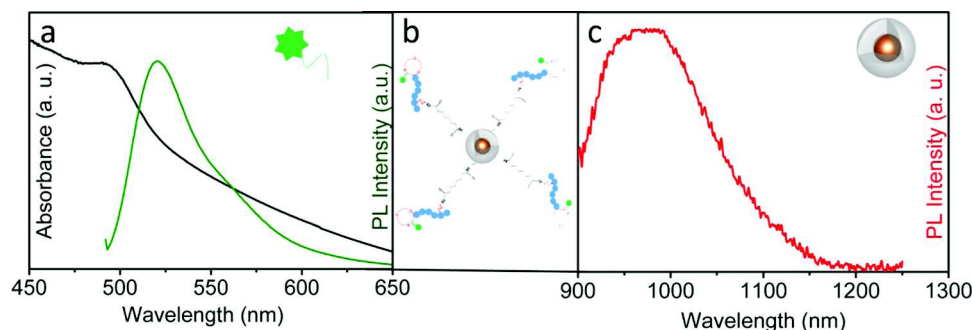 a
b
c
Absorbance (a. u.)
PL Intensity (a.u.)
PL Intensity (a. u.)
450 500 550 600 650
900 1000 1100 1200 1300
Wavelength (nm)
Wavelength (nm)